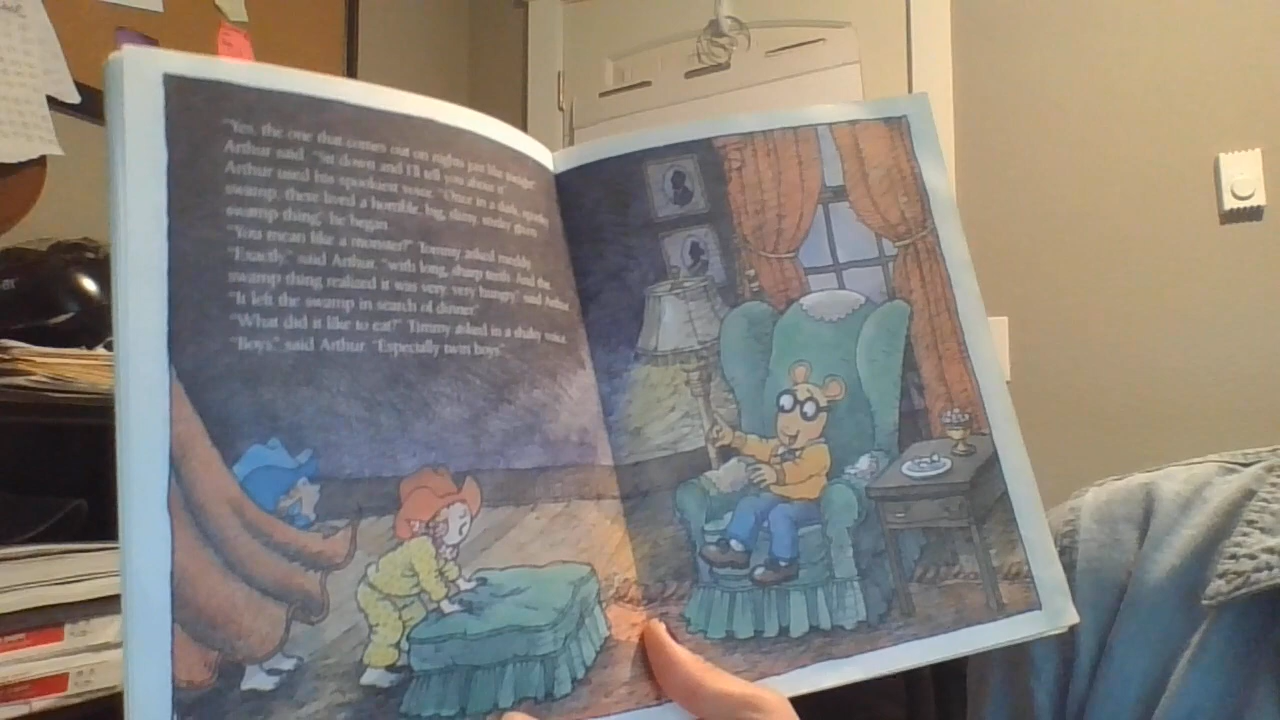 "Yes, the one that comes out on nights just like tonight."
Arthur said. "Sit down and I'll tell you about it."
Arthur used his spookiest voice. "Once in a dark, spooky
swamp, there lived a horrible, big, slimy, stinky green
swamp thing," he began.
"You mean like a monster?" Tommy asked meekly.
"Exactly," said Arthur, "with long, sharp teeth. And the
swamp thing realized it was very, very hungry," said Arthur.
"It left the swamp in search of dinner."
"What did it like to eat?" Timmy asked in a shaky voice.
"Boys," said Arthur. "Especially twin boys."